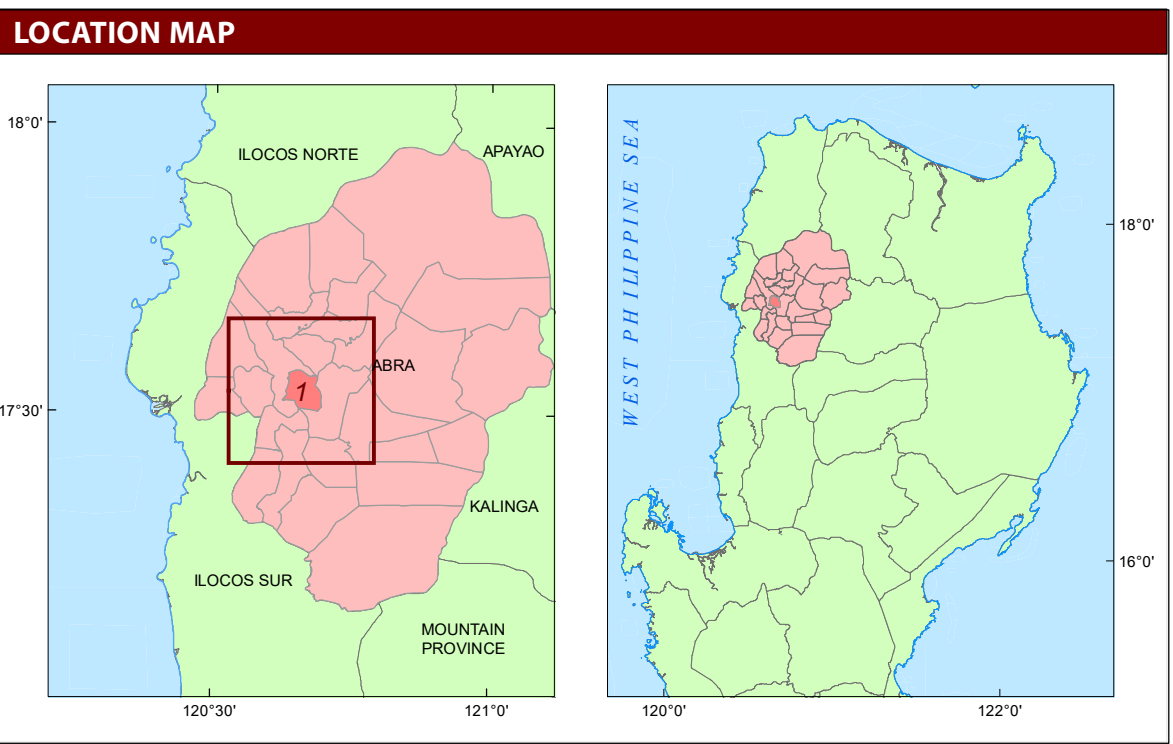 LOCATION MAP
18°0'
ILOCOS NORTE
APAYAO
ABRA
1
17°30'
KALINGA
ILOCOS SUR
MOUNTAIN
PROVINCE
120°30'
121°0'
WEST PHILIPPINE SEA
18°0'
16°0'
120°0'
122°0'